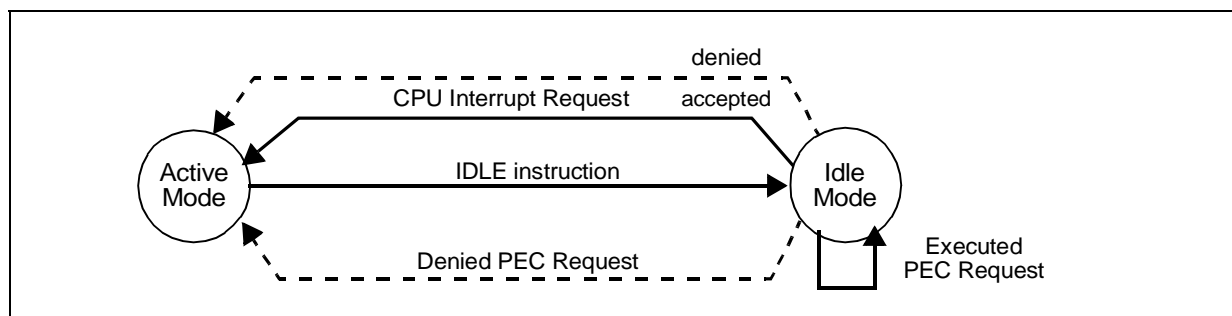 denied
CPU Interrupt Request
accepted
Active
Mode
IDLE instruction
Idle
Mode
Denied PEC Request
Executed
PEC Request